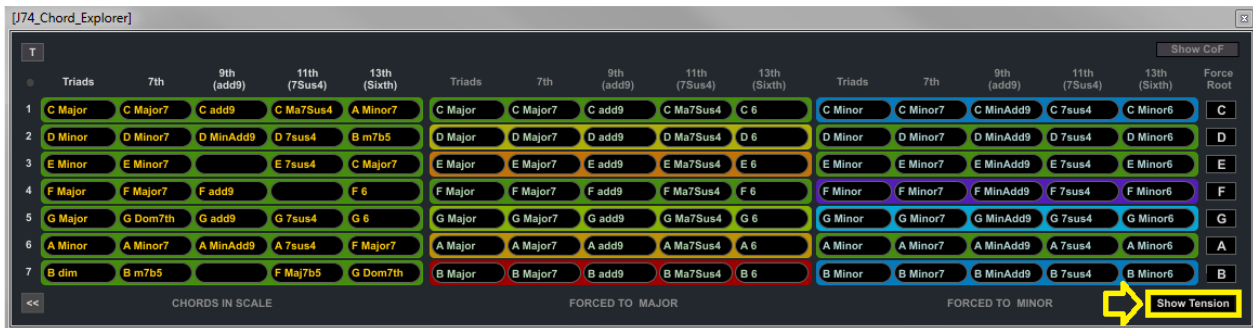 [J74_Chord_Explorer]
T Show CoF
Triads 7th 9th (add9) 11th (7Sus4) 13th (Sixth) Triads 7th 9th (add9) 11th (7Sus4) 13th (Sixth) Triads 7th 9th (add9) 11th (7Sus4) 13th (Sixth) Force Root
1 C Major C Major7 C add9 C Ma7Sus4 A Minor7 C Major C Major7 C add9 C Ma7Sus4 C 6 C Minor C Minor7 C MinAdd9 C 7sus4 C Minor6 C
2 D Minor D Minor7 D MinAdd9 D 7sus4 B m7b5 D Major D Major7 D add9 D Ma7Sus4 D 6 D Minor D Minor7 D MinAdd9 D 7sus4 D Minor6 D
3 E Minor E Minor7 E 7sus4 C Major7 E Major E Major7 E add9 E Ma7Sus4 E 6 E Minor E Minor7 E MinAdd9 E 7sus4 E Minor6 E
4 F Major F Major7 F add9 F 6 F Major F Major7 F add9 F Ma7Sus4 F 6 F Minor F Minor7 F MinAdd9 F 7sus4 F Minor6 F
5 G Major G Dom7th G add9 G 7sus4 G 6 G Major G Major7 G add9 G Ma7Sus4 G 6 G Minor G Minor7 G MinAdd9 G 7sus4 G Minor6 G
6 A Minor A Minor7 A MinAdd9 A 7sus4 F Major7 A Major A Major7 A add9 A Ma7Sus4 A 6 A Minor A Minor7 A MinAdd9 A 7sus4 A Minor6 A
7 B dim B m7b5 F Maj7b5 G Dom7th B Major B Major7 B add9 B Ma7Sus4 B 6 B Minor B Minor7 B MinAdd9 B 7sus4 B Minor6 B
<< CHORDS IN SCALE FORCED TO MAJOR FORCED TO MINOR Show Tension